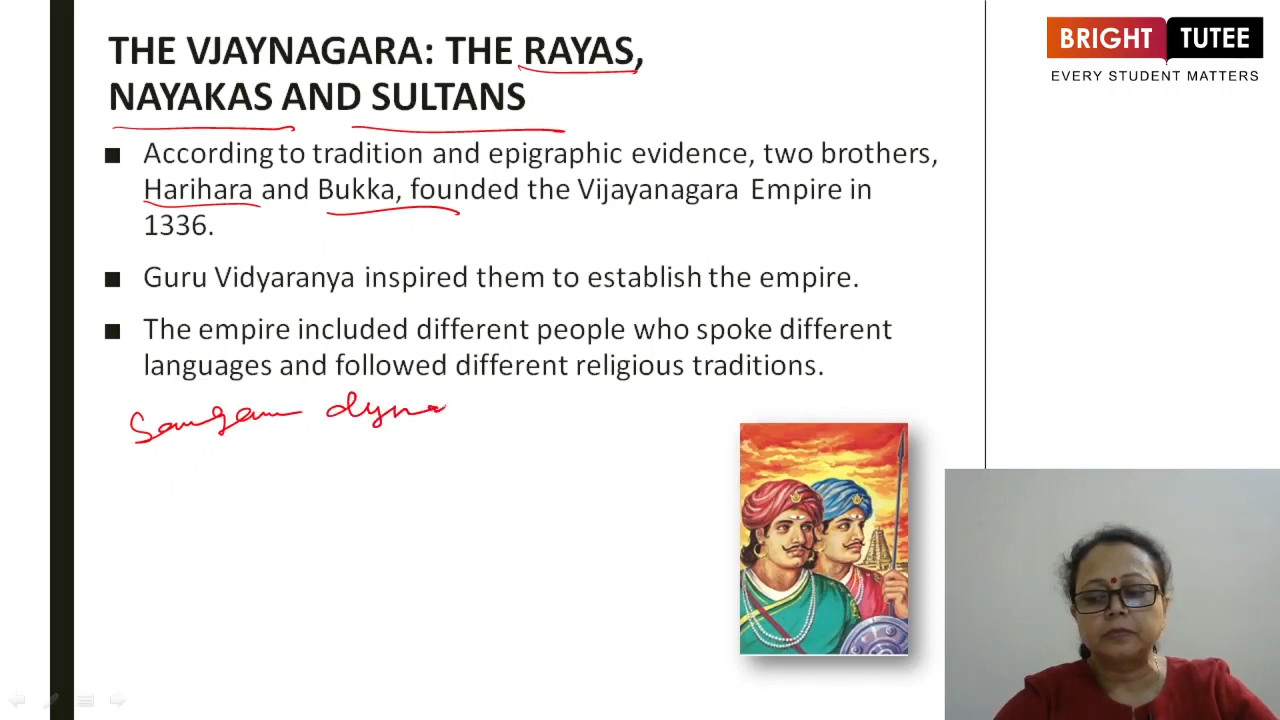 THE VJAYNAGARA: THE RAYAS,
NAYAKAS AND SULTANS
BRIGHT TUTEE
EVERY STUDENT MATTERS
■ According to tradition and epigraphic evidence, two brothers,
Harihara and Bukka, founded the Vijayanagara Empire in
1336.
■ Guru Vidyaranya inspired them to establish the empire.
■ The empire included different people who spoke different
languages and followed different religious traditions.
Sangam dyna